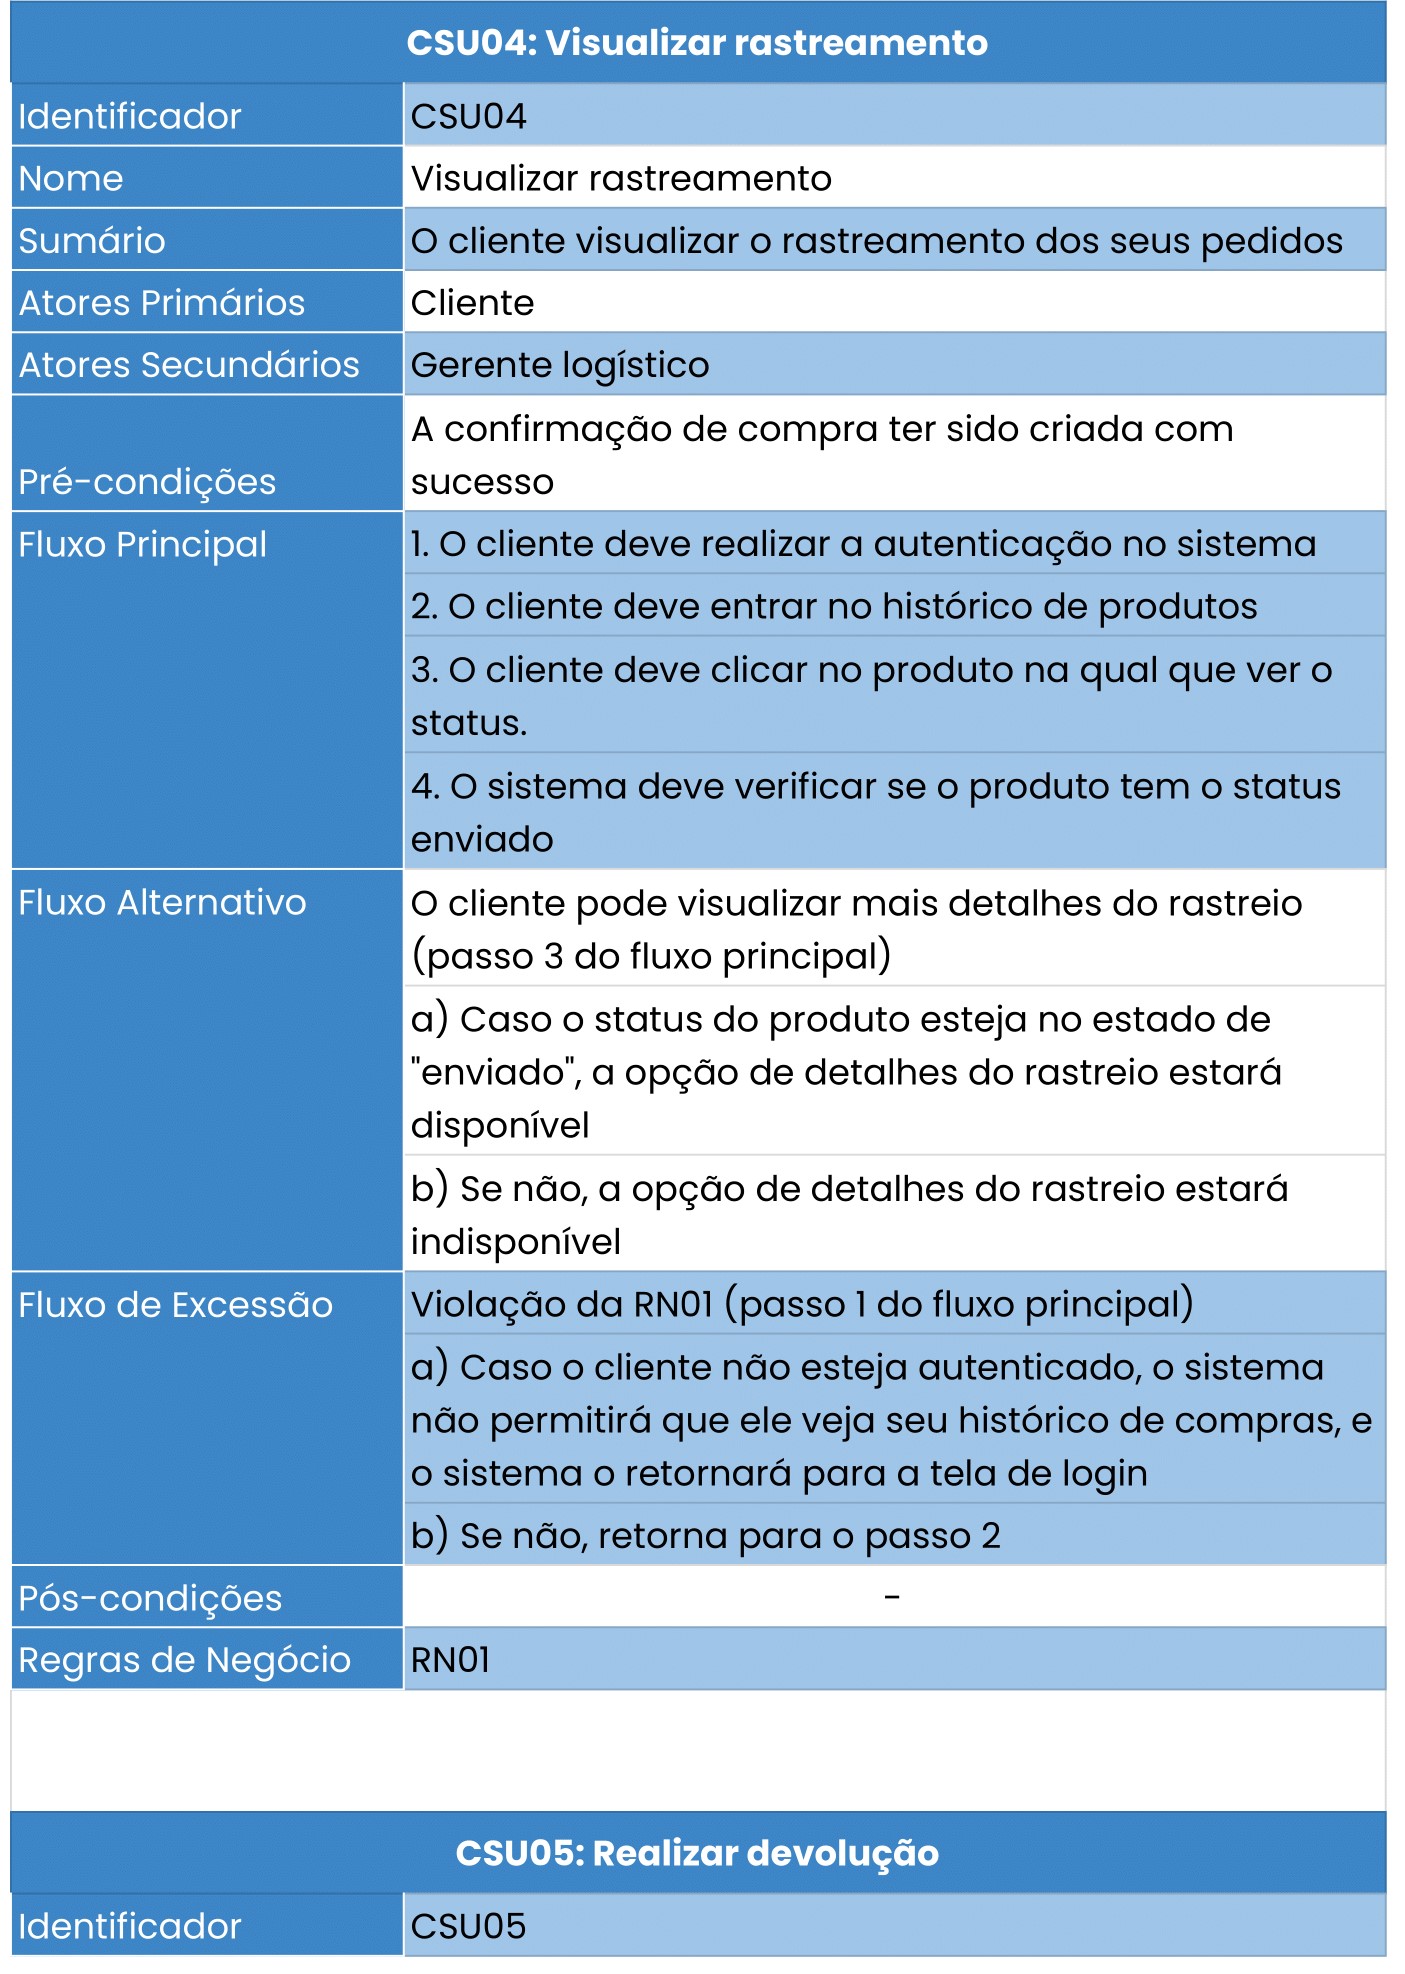 CSU04: Visualizar rastreamento
Identificador CSU04
Nome Visualizar rastreamento
Sumário O cliente visualizar o rastreamento dos seus pedidos
Atores Primários Cliente
Atores Secundários Gerente logístico
A confirmação de compra ter sido criada com
Pré-condições sucesso
Fluxo Principal 1. O cliente deve realizar a autenticação no sistema
2. O cliente deve entrar no histórico de produtos
3. O cliente deve clicar no produto na qual que ver o
status.
4. O sistema deve verificar se o produto tem o status
enviado
Fluxo Alternativo O cliente pode visualizar mais detalhes do rastreio
(passo 3 do fluxo principal)
a) Caso o status do produto esteja no estado de
"enviado", a opção de detalhes do rastreio estará
disponível
b) Se não, a opção de detalhes do rastreio estará
indisponível
Fluxo de Excessão Violação da RN01 (passo 1 do fluxo principal)
a) Caso o cliente não esteja autenticado, o sistema
não permitirá que ele veja seu histórico de compras, e
o sistema o retornará para a tela de login
b) Se não, retorna para o passo 2
Pós-condições -
Regras de Negócio RN01
CSU05: Realizar devolução
Identificador CSU05